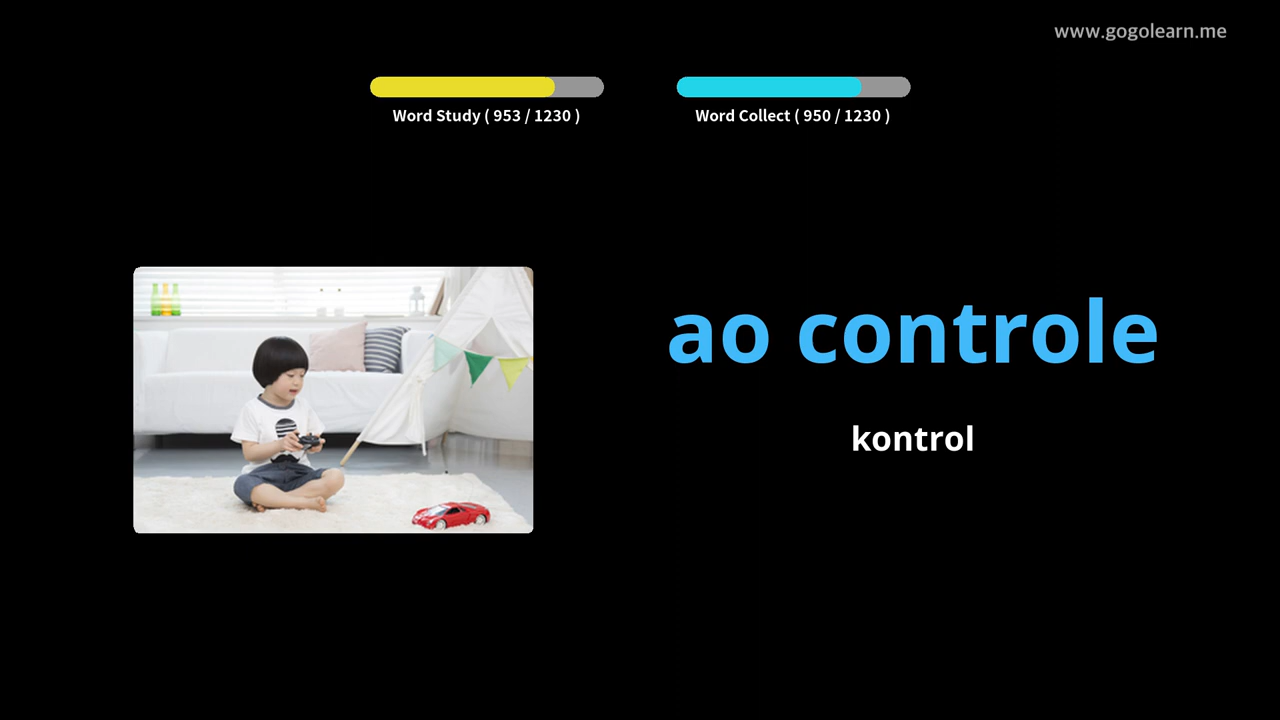 www.gogolearn.me
Word Study ( 953 / 1230 )
Word Collect ( 950 / 1230 )
ao controle
kontrol